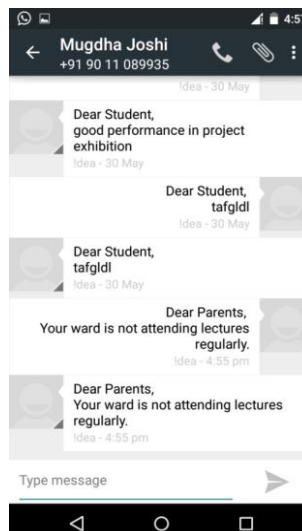 4:57
Mugdha Joshi
+91 90 11 089935
!dea - 30 May
Dear Student,
good performance in project
exhibition
!dea - 30 May
Dear Student,
tafgldl
!dea - 30 May
Dear Student,
tafgldl
!dea - 30 May
Dear Parents,
Your ward is not attending lectures
regularly.
!dea - 4:55 pm
Dear Parents,
Your ward is not attending lectures
regularly.
!dea - 4:55 pm
Type message